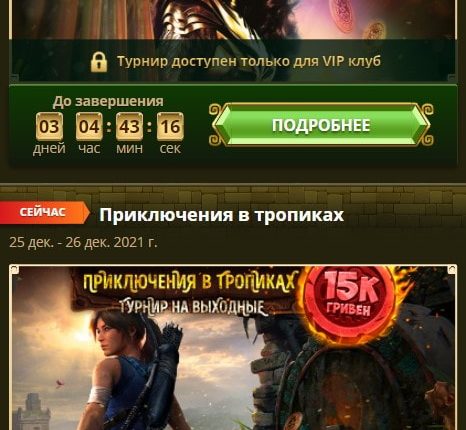 Турнир доступен только для VIP клуб
До завершения
03 : 04 : 43 : 16
дней час мин сек
ПОДРОБНЕЕ
СЕЙЧАС
Приключения в тропиках
25 дек. - 26 дек. 2021 г.
ПРИКЛЮЧЕНИЯ В ТРОПИКАХ
ТУРНИР НА ВЫХОДНЫЕ
15К
ГРИВЕН